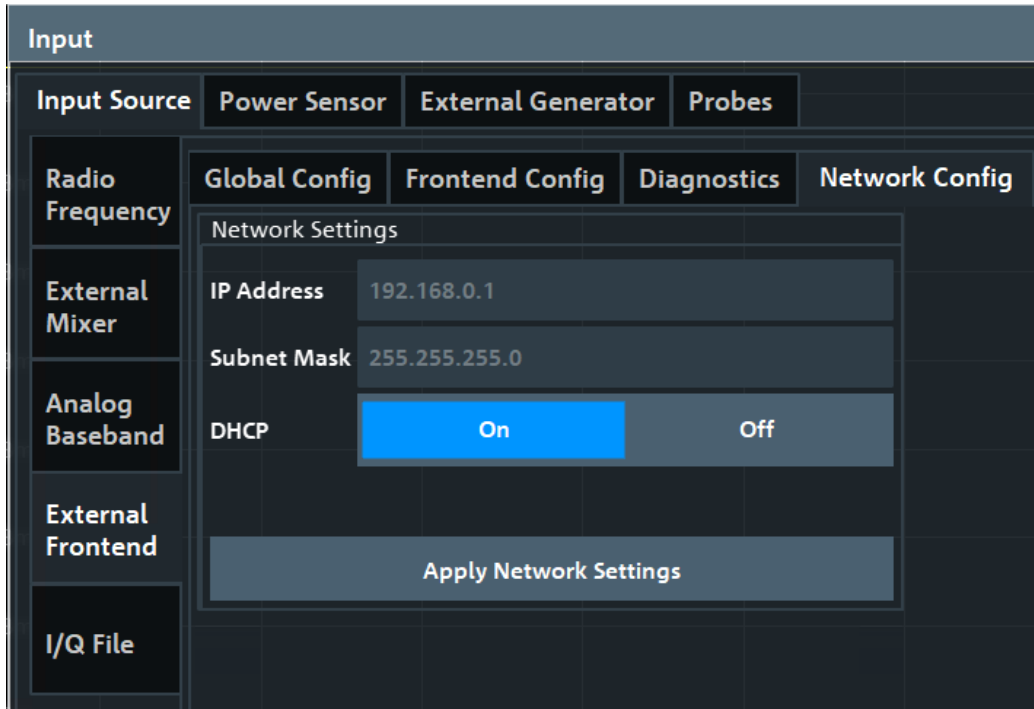 Input
Input Source Power Sensor External Generator Probes
Radio
Frequency
External
Mixer
Analog
Baseband
External
Frontend
I/Q File
Global Config Frontend Config Diagnostics Network Config
Network Settings
IP Address 192.168.0.1
Subnet Mask 255.255.255.0
DHCP On Off
Apply Network Settings